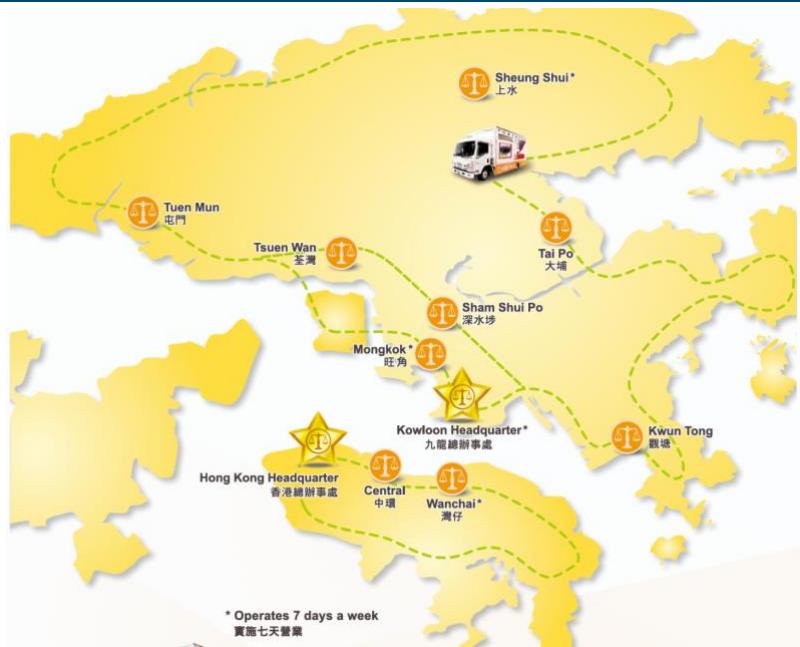 Sheung Shui*
上水
Tuen Mun
屯門
Tsuen Wan
荃灣
Tai Po
大埔
Sham Shui Po
深水埗
Mongkok*
旺角
Kowloon Headquarter*
九龍總辦事處
Kwun Tong
觀塘
Hong Kong Headquarter
香港總辦事處
Central
中環
Wanchai*
灣仔
* Operates 7 days a week
實施七天營業